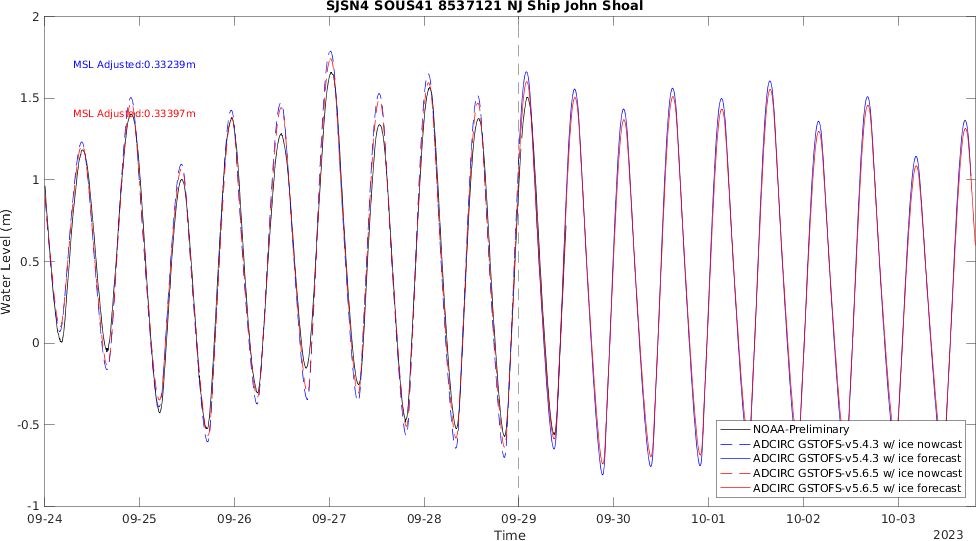 SJSN4 SOUS41 8537121 NJ Ship John Shoal
2
1.5
1
0.5
0
-0.5
-1
Water Level (m)
MSL Adjusted:0.33239m
MSL Adjusted:0.33397m
NOAA-Preliminary
ADCIRC GSTOFS-v5.4.3 w/ ice nowcast
ADCIRC GSTOFS-v5.4.3 w/ ice forecast
ADCIRC GSTOFS-v5.6.5 w/ ice nowcast
ADCIRC GSTOFS-v5.6.5 w/ ice forecast
09-24 09-25 09-26 09-27 09-28 09-29 09-30 10-01 10-02 10-03
Time
2023